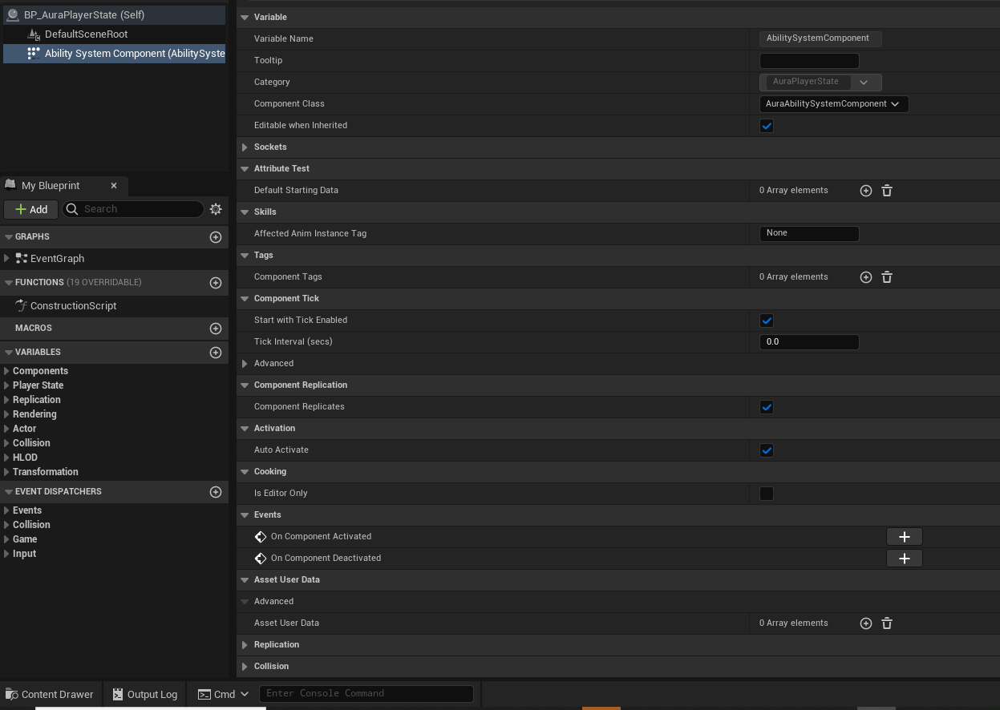 BP_AuraPlayerState (Self)
DefaultSceneRoot
Ability System Component (AbilitySyste
My Blueprint
Add
Search
GRAPHS
EventGraph
FUNCTIONS (19 OVERRIDABLE)
ConstructionScript
MACROS
VARIABLES
Components
Player State
Replication
Rendering
Actor
Collision
HLOD
Transformation
EVENT DISPATCHERS
Events
Collision
Game
Input
Variable
Variable Name AbilitySystemComponent
Tooltip
Category AuraPlayerState
Component Class AuraAbilitySystemComponent
Editable when Inherited
Sockets
Attribute Test
Default Starting Data 0 Array elements
Skills
Affected Anim Instance Tag None
Tags
Component Tags 0 Array elements
Component Tick
Start with Tick Enabled
Tick Interval (secs) 0.0
Advanced
Component Replication
Component Replicates
Activation
Auto Activate
Cooking
Is Editor Only
Events
On Component Activated
On Component Deactivated
Asset User Data
Advanced
Asset User Data 0 Array elements
Replication
Collision
Content Drawer Output Log Cmd Enter Console Command